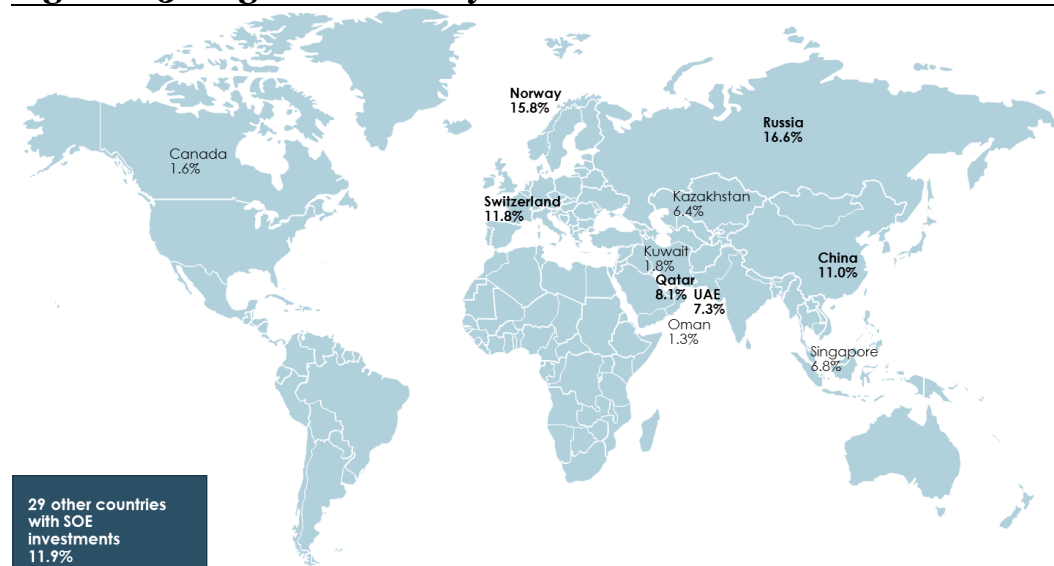 Norway
15.8%
Russia
16.6%
Canada
1.6%
Switzerland
11.8%
Kazakhstan
6.4%
Kuwait
1.8%
China
11.0%
Qatar
8.1%
UAE
7.3%
Oman
1.3%
Singapore
6.8%
29 other countries
with SOE
investments
11.9%